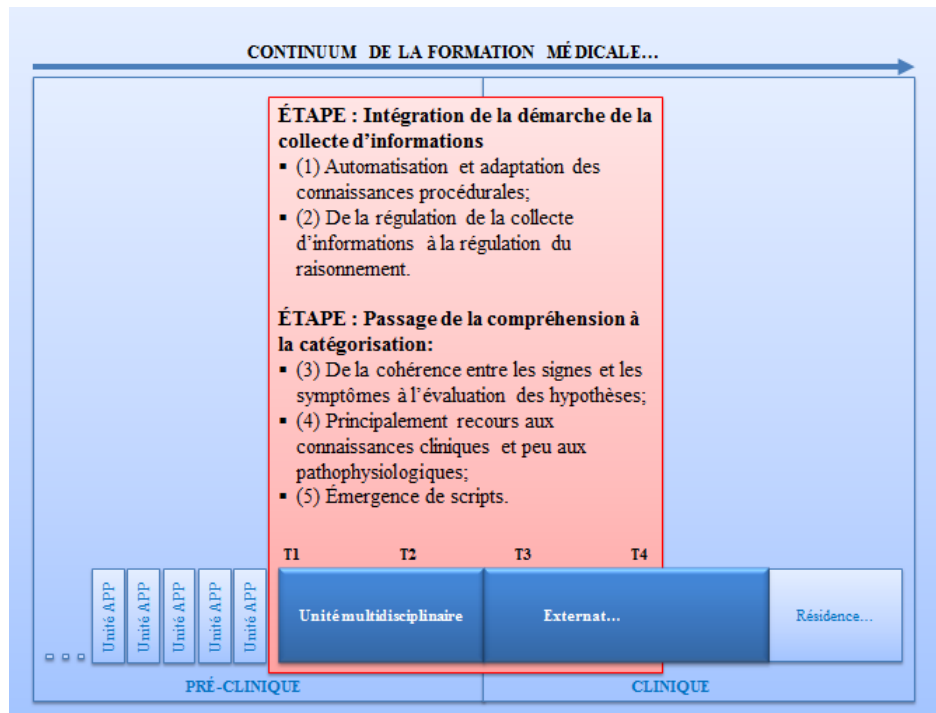 CONTINUUM DE LA FORMATION MÉDICALE...
ÉTAPE : Intégration de la démarche de la
collecte d'informations
▪ (1) Automatisation et adaptation des
connaissances procédurales;
▪ (2) De la régulation de la collecte
d'informations à la régulation du
raisonnement.
ÉTAPE : Passage de la compréhension à
la catégorisation:
▪ (3) De la cohérence entre les signes et les
symptômes à l'évaluation des hypothèses;
▪ (4) Principalement recours aux
connaissances cliniques et peu aux
pathophysiologiques;
▪ (5) Émergence de scripts.
T1 T2 T3 T4
Unité APP
Unité APP
Unité APP
Unité APP
Unité APP
Unité multidisciplinaire
Externat...
Résidence...
PRÉ-CLINIQUE
CLINIQUE